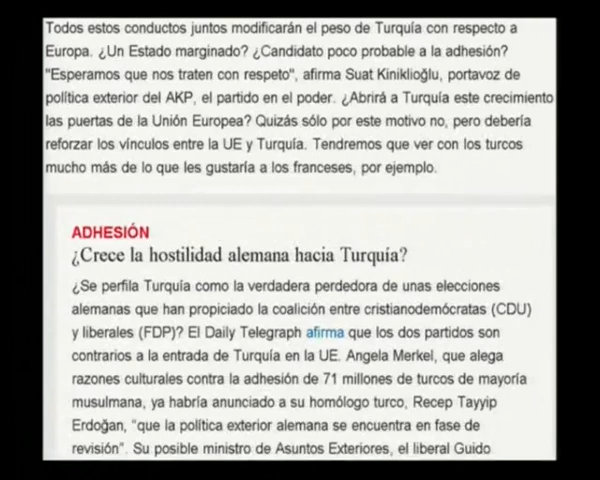 Todos estos conductos juntos modificarán el peso de Turquía con respecto a
Europa. ¿Un Estado marginado? ¿Candidato poco probable a la adhesión?
"Esperamos que nos traten con respeto", afirma Suat Kiniklioğlu, portavoz de
política exterior del AKP, el partido en el poder. ¿Abrirá a Turquía este crecimiento
las puertas de la Unión Europea? Quizás sólo por este motivo no, pero debería
reforzar los vínculos entre la UE y Turquía. Tendremos que ver con los turcos
mucho más de lo que les gustaría a los franceses, por ejemplo.
ADHESIÓN
¿Crece la hostilidad alemana hacia Turquía?
¿Se perfila Turquía como la verdadera perdedora de unas elecciones
alemanas que han propiciado la coalición entre cristianodemócratas (CDU)
y liberales (FDP)? El Daily Telegraph afirma que los dos partidos son
contrarios a la entrada de Turquía en la UE. Angela Merkel, que alega
razones culturales contra la adhesión de 71 millones de turcos de mayoría
musulmana, ya habría anunciado a su homólogo turco, Recep Tayyip
Erdoğan, "que la política exterior alemana se encuentra en fase de
revisión". Su posible ministro de Asuntos Exteriores, el liberal Guido